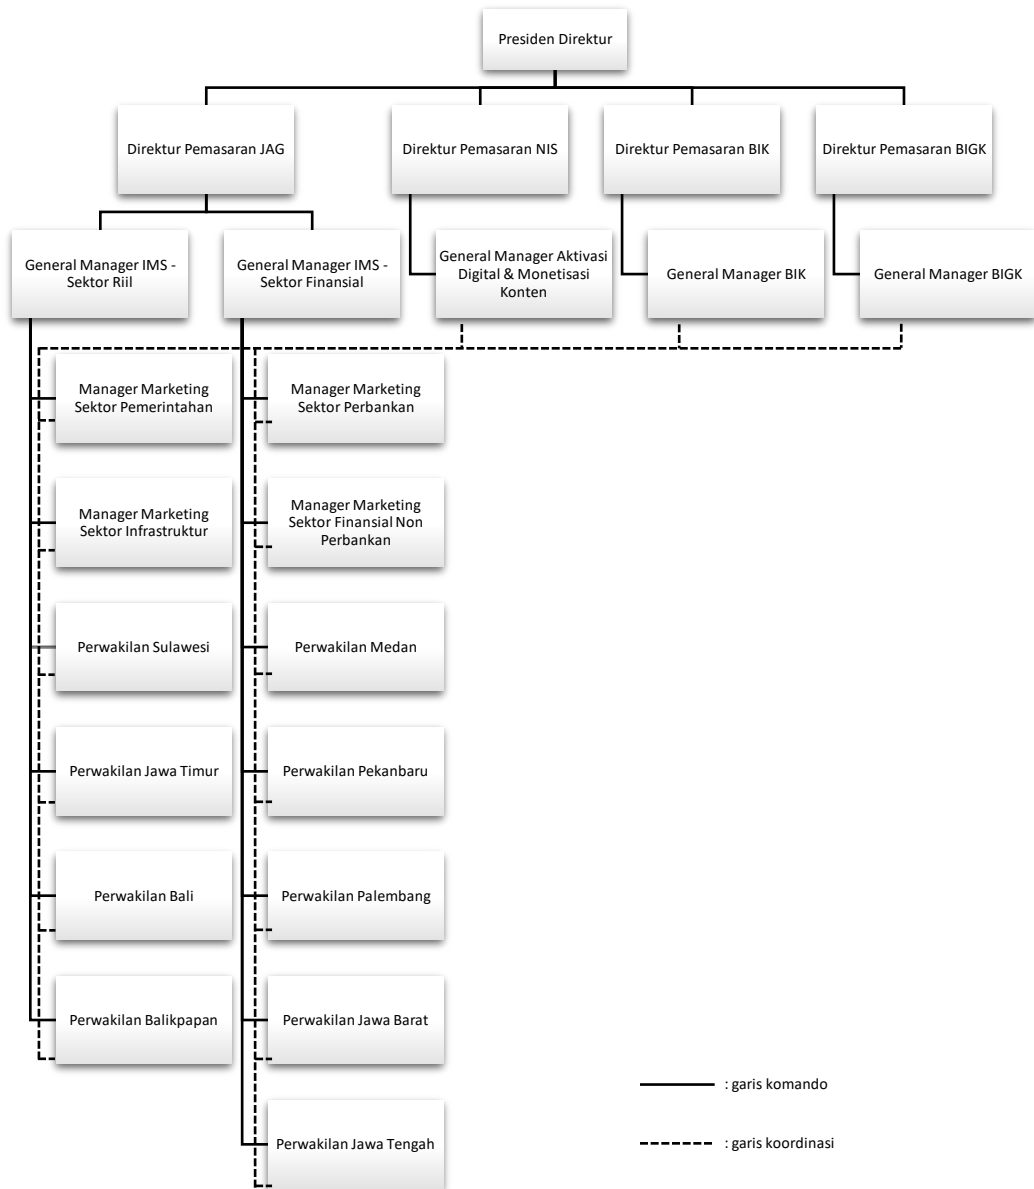 Presiden Direktur
Direktur Pemasaran JAG
Direktur Pemasaran NIS
Direktur Pemasaran BIK
Direktur Pemasaran BIGK
General Manager IMS -
Sektor Riil
General Manager IMS -
Sektor Finansial
General Manager Aktivasi
Digital & Monetisasi
Konten
General Manager BIK
General Manager BIGK
Manager Marketing
Sektor Pemerintahan
Manager Marketing
Sektor Perbankan
Manager Marketing
Sektor Infrastruktur
Manager Marketing
Sektor Finansial Non
Perbankan
Perwakilan Sulawesi
Perwakilan Medan
Perwakilan Jawa Timur
Perwakilan Pekanbaru
Perwakilan Bali
Perwakilan Palembang
Perwakilan Balikpapan
Perwakilan Jawa Barat
Perwakilan Jawa Tengah
: garis komando
: garis koordinasi